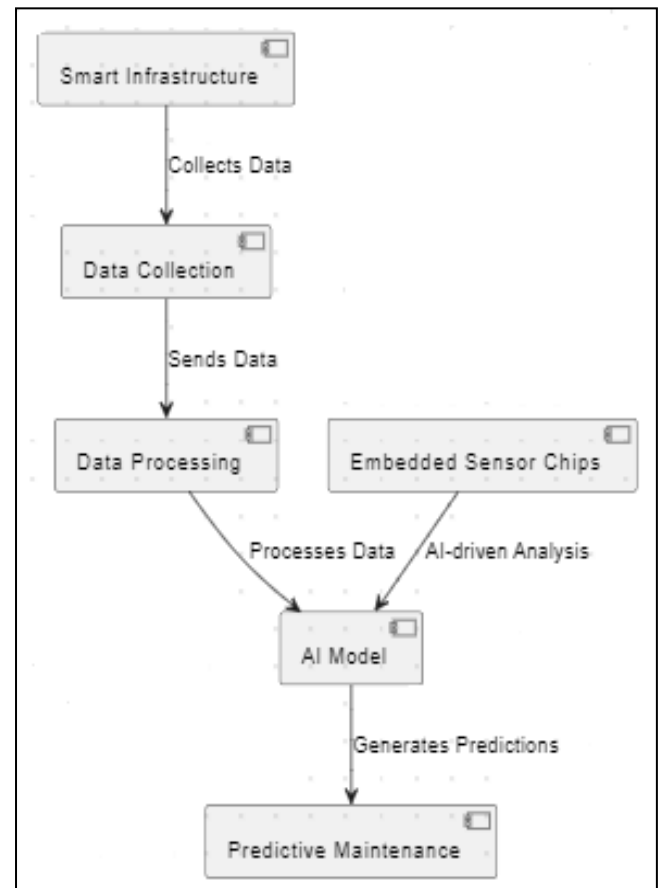 Smart Infrastructure
Collects Data
Data Collection
Sends Data
Data Processing
Embedded Sensor Chips
Processes Data
AI-driven Analysis
AI Model
Generates Predictions
Predictive Maintenance